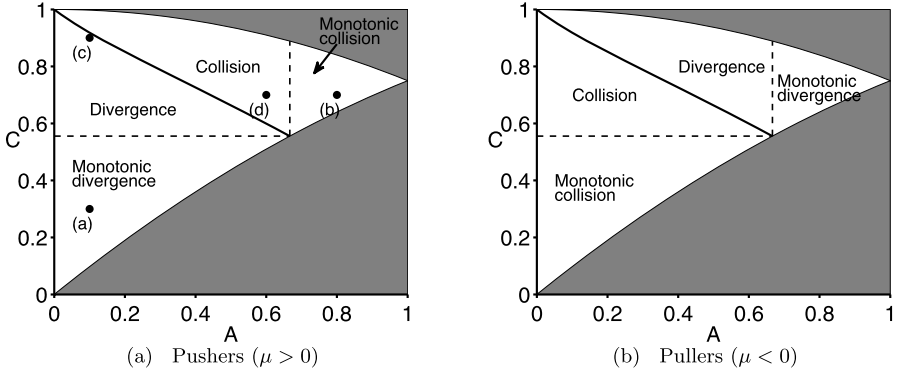 1
0.8
0.6
C
0.4
0.2
0
0
0.2
0.4
0.6
0.8
1
A
Monotonic
collision
(c)
Collision
Divergence
(d)
(b)
Monotonic
divergence
(a)
(a) Pushers (μ > 0)
1
0.8
0.6
C
0.4
0.2
0
0
0.2
0.4
0.6
0.8
1
A
Divergence
Monotonic
divergence
Collision
Monotonic
collision
(b) Pullers (μ < 0)